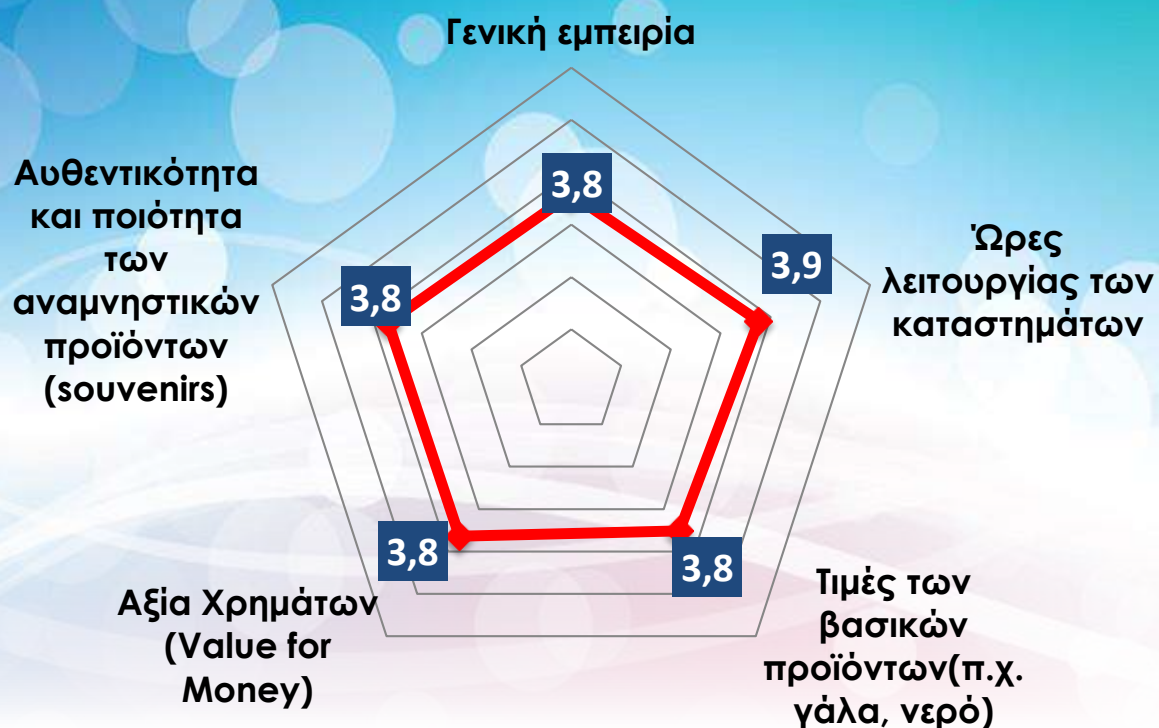 Γενική εμπειρία
3,8
Ώρες
λειτουργίας των
καταστημάτων
3,9
Τιμές των
βασικών
προϊόντων(π.χ.
γάλα, νερό)
3,8
Αξία Χρημάτων
(Value for
Money)
3,8
Αυθεντικότητα
και ποιότητα
των
αναμνηστικών
προϊόντων
(souvenirs)
3,8